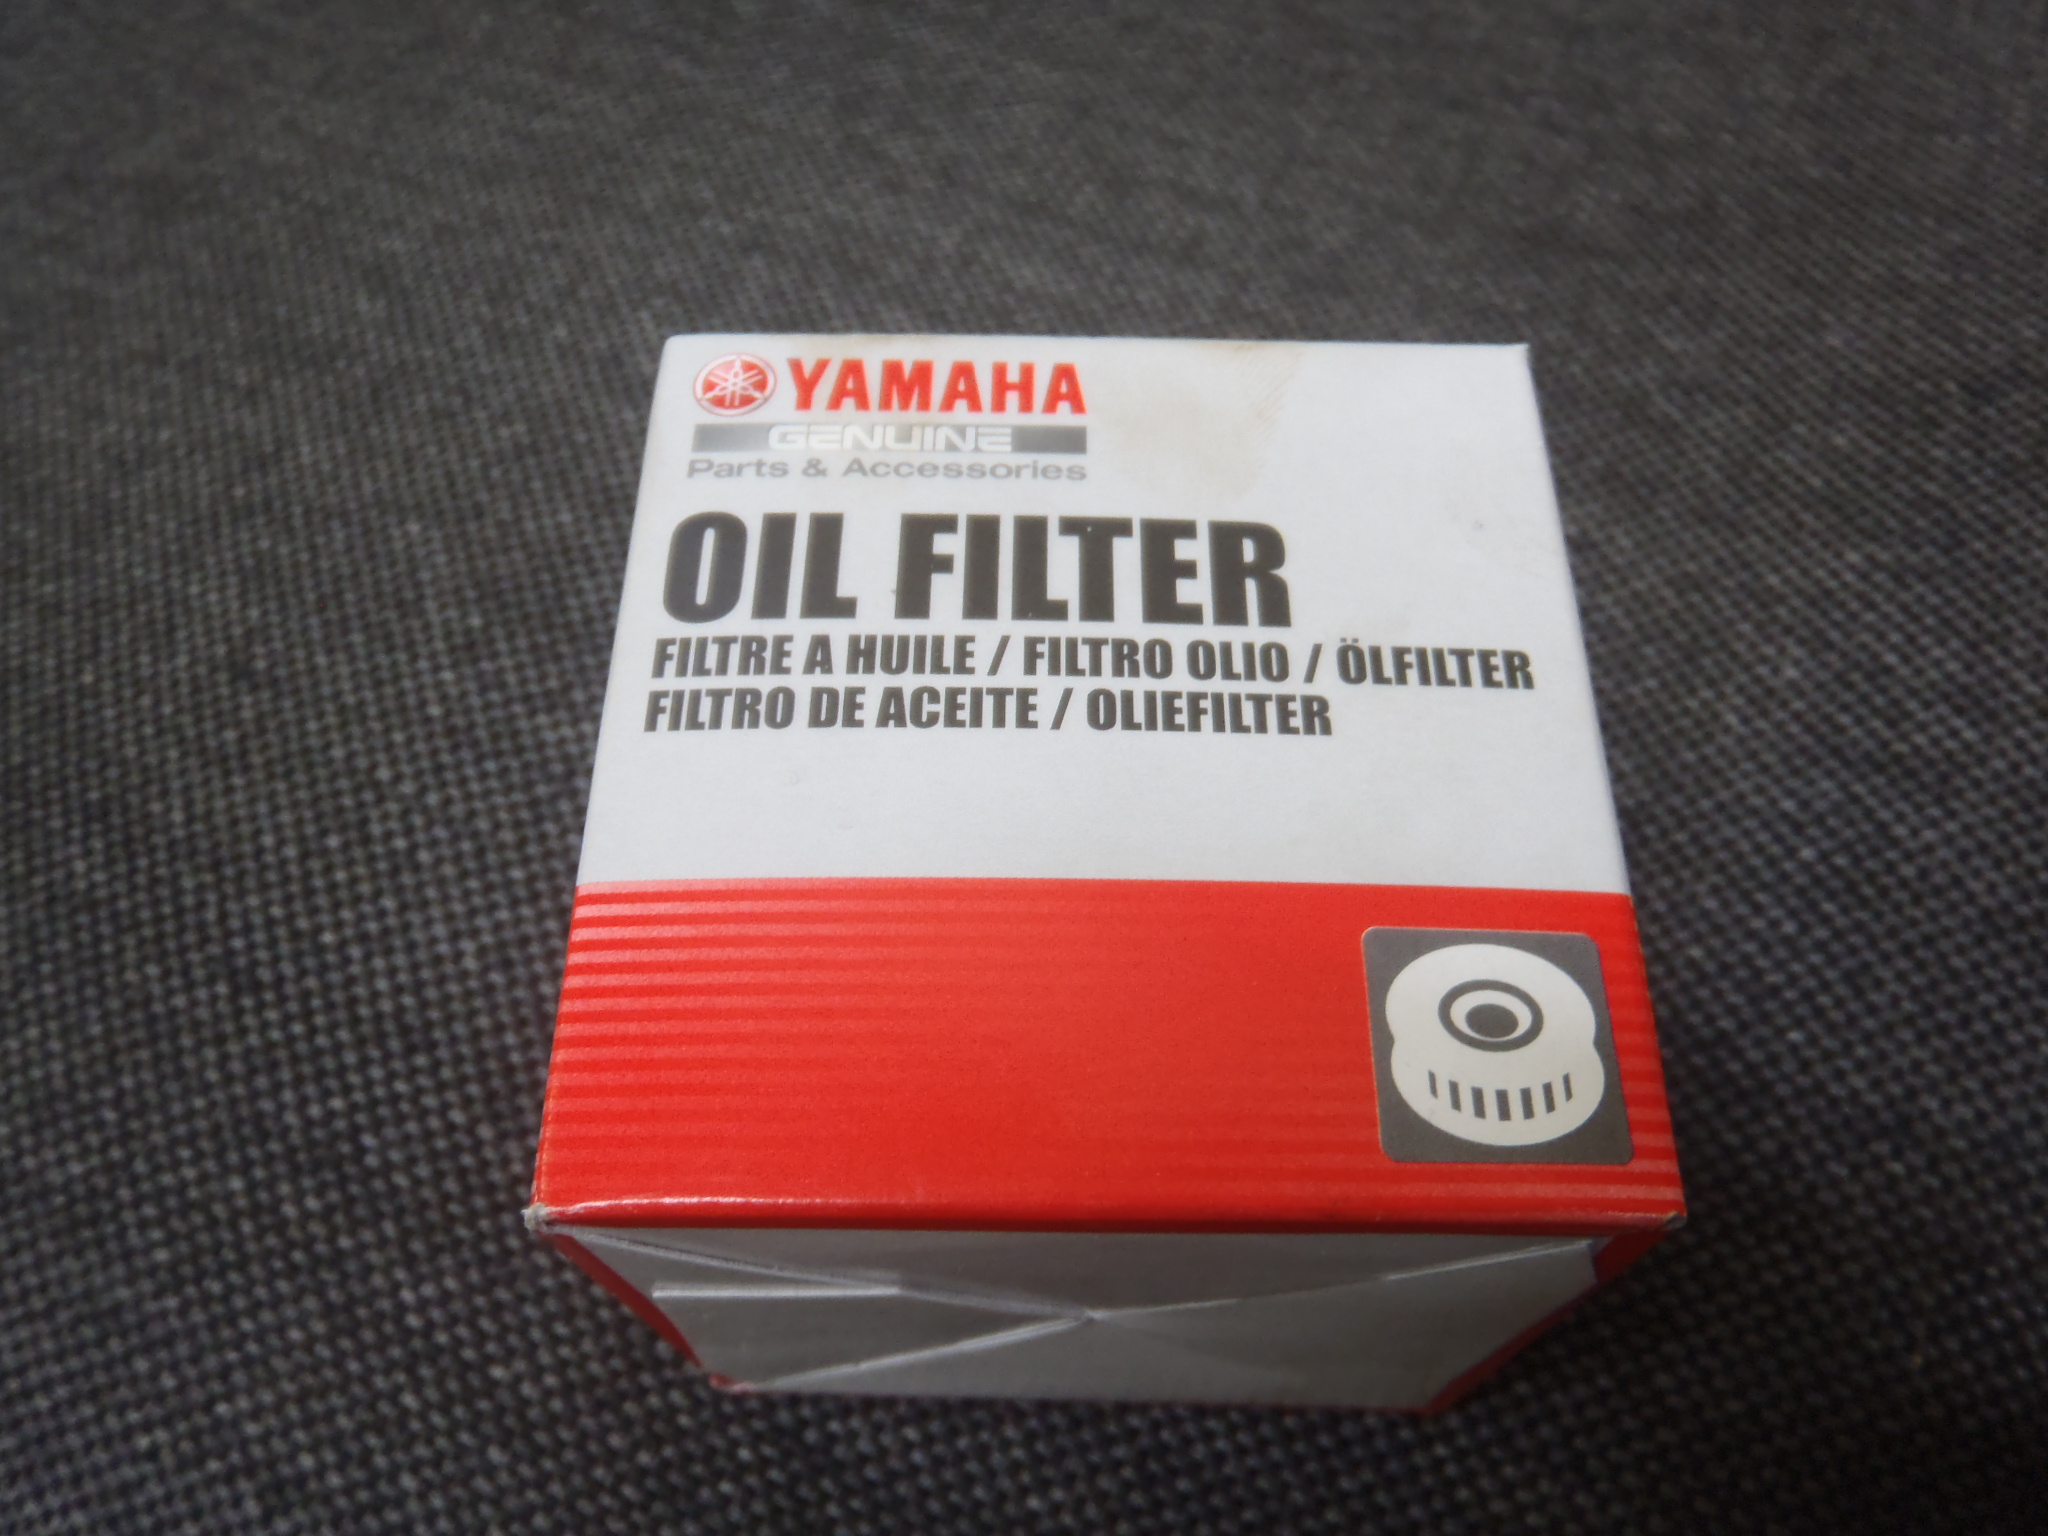 YAMAHA
GENUINE
Parts & Accessories
OIL FILTER
FILTRE A HUILE / FILTRO OLIO / ÖLFILTER
FILTRO DE ACEITE / OLIEFILTER